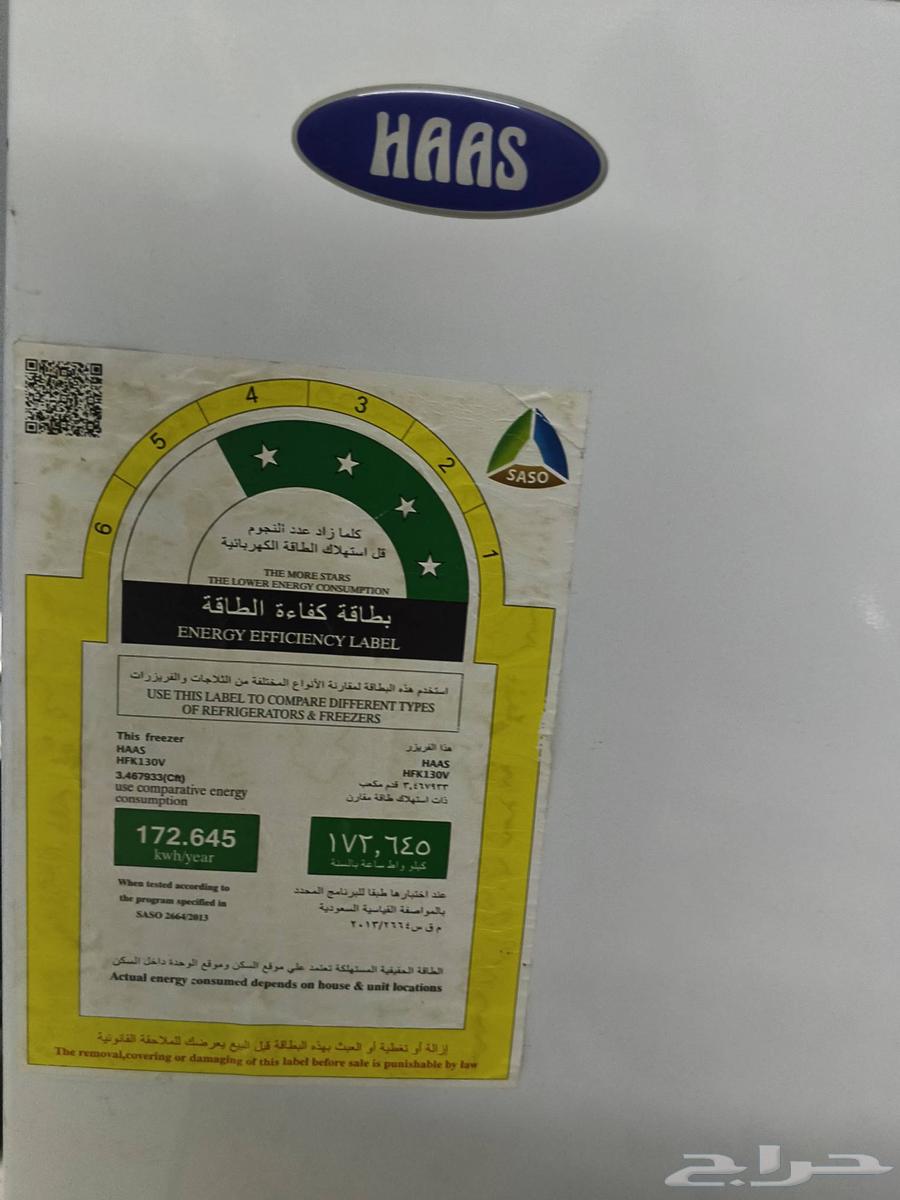 HAAS
4
3
5
2
6
1
SASO
كلما زاد عدد النجوم
قل استهلاك الطاقة الكهربائية
THE MORE STARS
THE LOWER ENERGY CONSUMPTION
بطاقة كفاءة الطاقة
ENERGY EFFICIENCY LABEL
استخدم هذه البطاقة لمقارنة الأنواع المختلفة من الثلاجات والفريزرات
USE THIS LABEL TO COMPARE DIFFERENT TYPES
OF REFRIGERATORS & FREEZERS
This freezer
HAAS
HFK130V
3.467933(Cft)
use comparative energy
consumption
هذا الفريزر
HAAS
HFK130V
٣,٤٦٧٩٣٣ قدم مكعب
ذات استهلاك طاقة مقارن
172.645
kwh/year
١٧٢,٦٤٥
كيلو واط ساعة بالسنة
When tested according to
the program specified in
SASO 2664/2013
عند اختبارها طبقا للبرنامج المحدد
بالمواصفة القياسية السعودية
م ق س ٢٠١٣/٢٦٦٤
الطاقة الحقيقية المستهلكة تعتمد علي موقع السكن وموقع الوحدة داخل السكن
Actual energy consumed depends on house & unit locations
إزالة أو تغطية أو العبث بهذه البطاقة قبل البيع يعرضك للملاحقة القانونية
The removal,covering or damaging of this label before sale is punishable by law
حراج